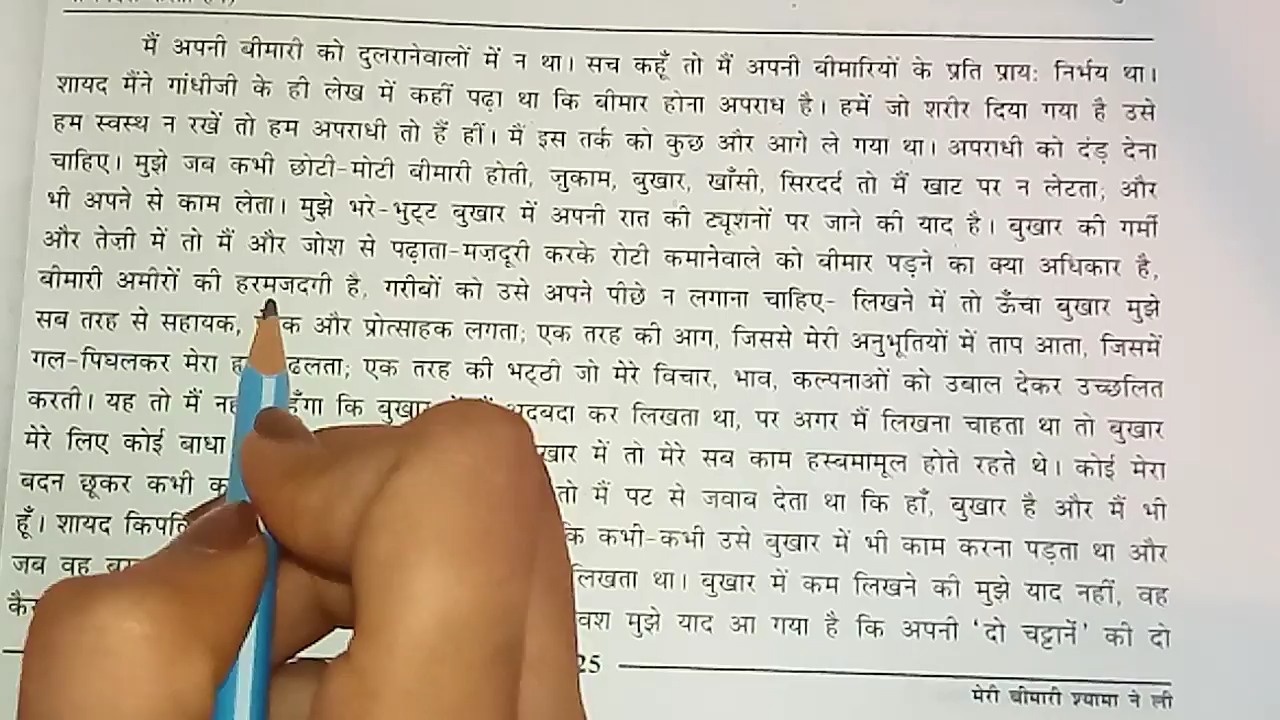 मैं अपनी बीमारी को दुलरानेवालों में न था। सच कहूँ तो मैं अपनी बीमारियों के प्रति प्रायः निर्भय था।
शायद मैंने गांधीजी के ही लेख में कहीं पढ़ा था कि बीमार होना अपराध है। हमें जो शरीर दिया गया है उसे
हम स्वस्थ न रखें तो हम अपराधी तो हैं हीं। मैं इस तर्क को कुछ और आगे ले गया था। अपराधी को दंड़ देना
चाहिए। मुझे जब कभी छोटी-मोटी बीमारी होती, जुकाम, बुखार, खाँसी, सिरदर्द तो मैं खाट पर न लेटता; और
भी अपने से काम लेता। मुझे भरे-भुट्ट बुखार में अपनी रात की ट्यूशनों पर जाने की याद है। बुखार की गर्मी
और तेज़ी में तो मैं और जोश से पढ़ाता-मज़दूरी करके रोटी कमानेवाले को बीमार पड़ने का क्या अधिकार है,
बीमारी अमीरों की हरमजदगी है, गरीबों को उसे अपने पीछे न लगाना चाहिए- लिखने में तो ऊँचा बुखार मुझे
सब तरह से सहायक, और प्रोत्साहक लगता; एक तरह की आग, जिससे मेरी अनुभूतियों में ताप आता, जिसमें
गल-पिघलकर मेरा ढलता; एक तरह की भट्ठी जो मेरे विचार, भाव, कल्पनाओं को उबाल देकर उच्छलित
करती। यह तो मैं कि बुखार कर लिखता था, पर अगर मैं लिखना चाहता था तो बुखार
मेरे लिए कोई बाधा में तो मेरे सब काम हस्बमामूल होते रहते थे। कोई मेरा
बदन छूकर कभी तो मैं पट से जवाब देता था कि हाँ, बुखार है और मैं भी
हूँ। शायद कभी-कभी उसे बुखार में भी काम करना पड़ता था और
जब वह लिखता था। बुखार में कम लिखने की मुझे याद नहीं, वह
मुझे याद आ गया है कि अपनी 'दो चट्टानें' की दो
25
मेरी बीमारी श्यामा ने ली